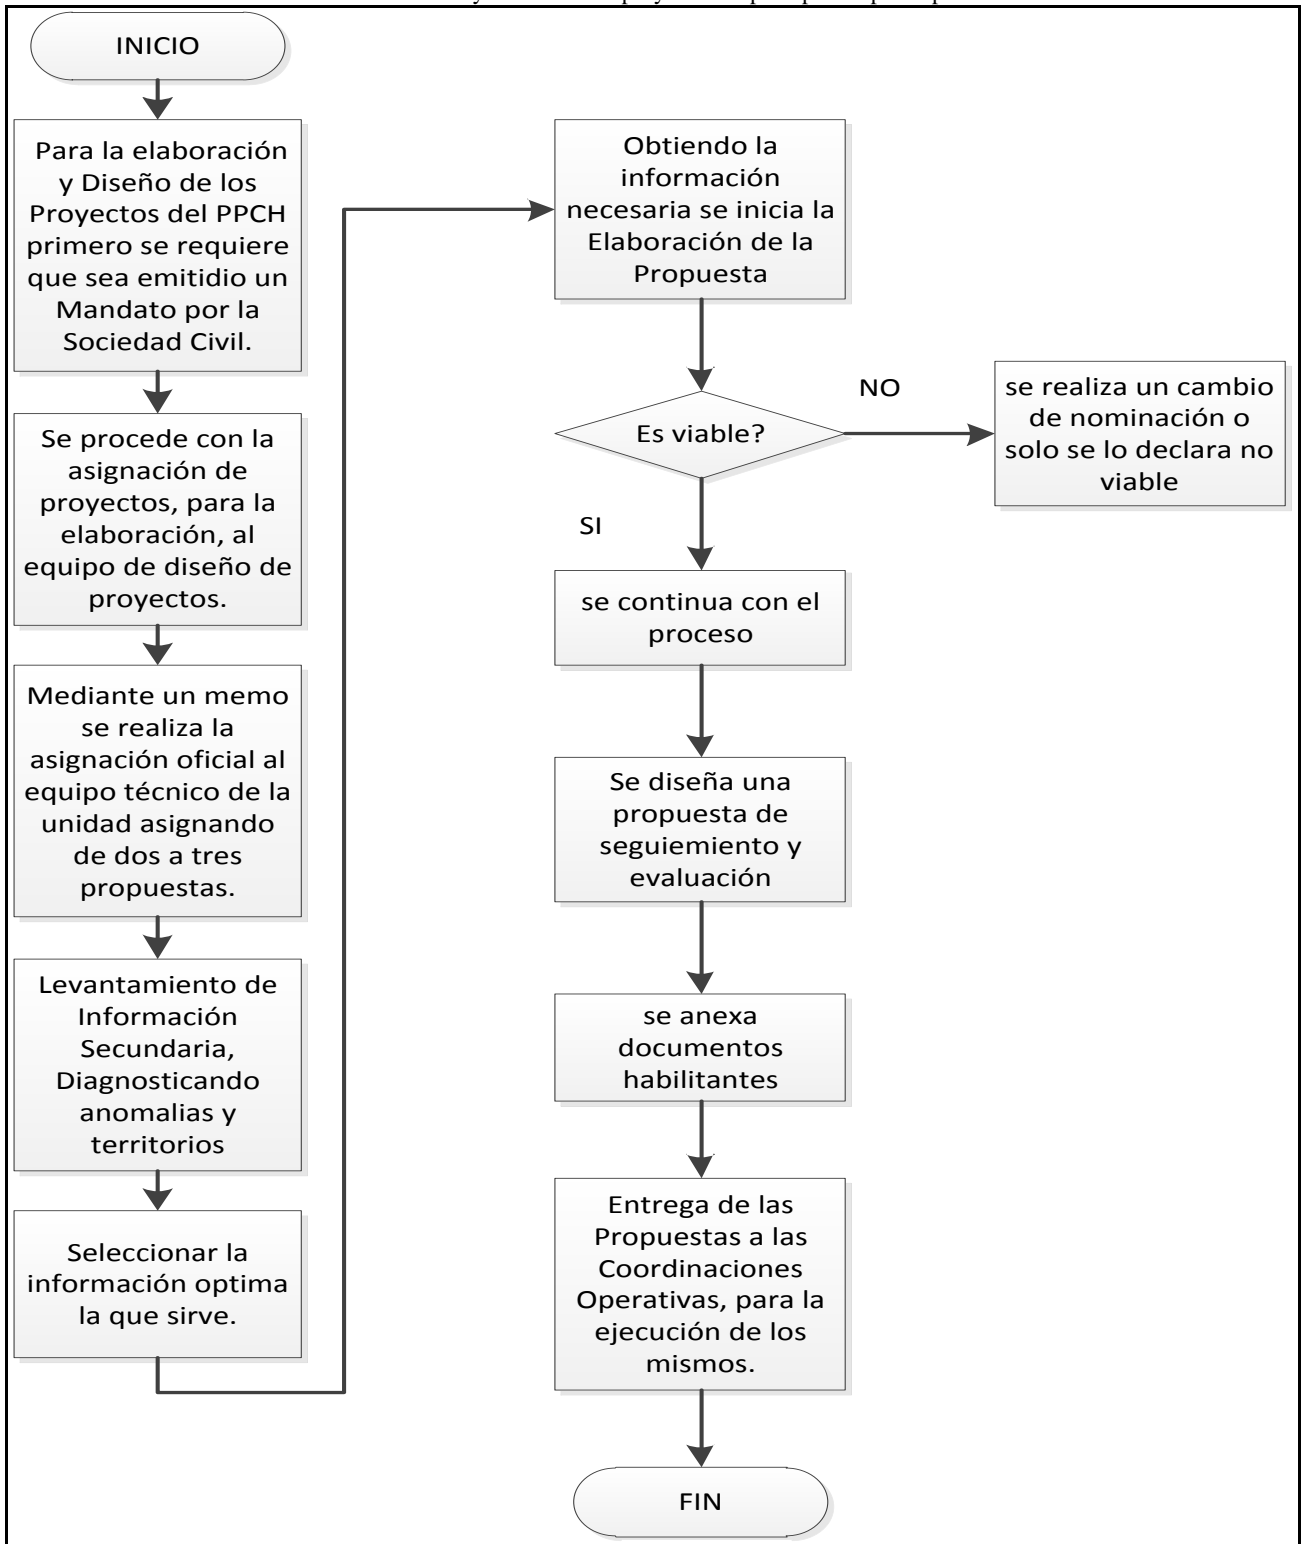 INICIO
Para la elaboración
y Diseño de los
Proyectos del PPCH
primero se requiere
que sea emitidio un
Mandato por la
Sociedad Civil.
Se procede con la
asignación de
proyectos, para la
elaboración, al
equipo de diseño de
proyectos.
Mediante un memo
se realiza la
asignación oficial al
equipo técnico de la
unidad asignando
de dos a tres
propuestas.
Levantamiento de
Información
Secundaria,
Diagnosticando
anomalias y
territorios
Seleccionar la
información optima
la que sirve.
Obtiendo la
información
necesaria se inicia la
Elaboración de la
Propuesta
Es viable?
NO
se realiza un cambio
de nominación o
solo se lo declara no
viable
SI
se continua con el
proceso
Se diseña una
propuesta de
seguiemiento y
evaluación
se anexa
documentos
habilitantes
Entrega de las
Propuestas a las
Coordinaciones
Operativas, para la
ejecución de los
mismos.
FIN